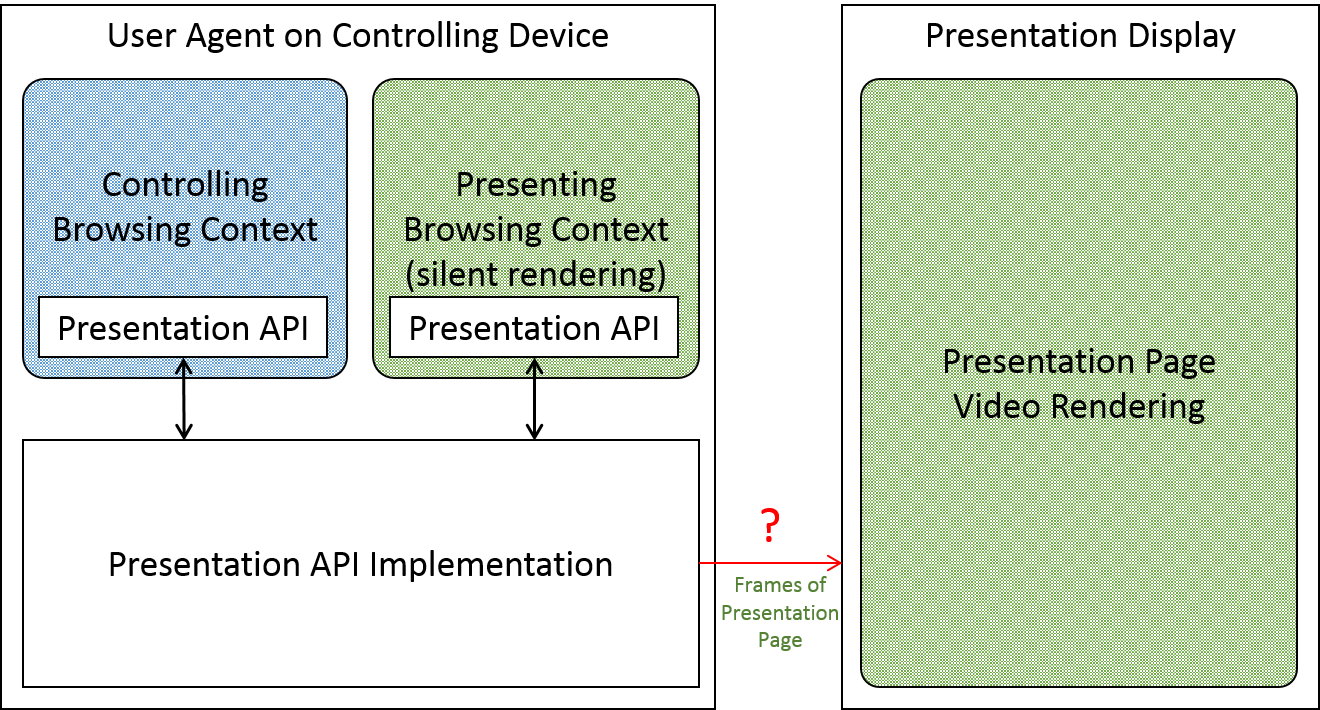 User Agent on Controlling Device
Controlling
Browsing Context
Presentation API
Presenting
Browsing Context
(silent rendering)
Presentation API
Presentation API Implementation
?
Frames of
Presentation
Page
Presentation Display
Presentation Page
Video Rendering